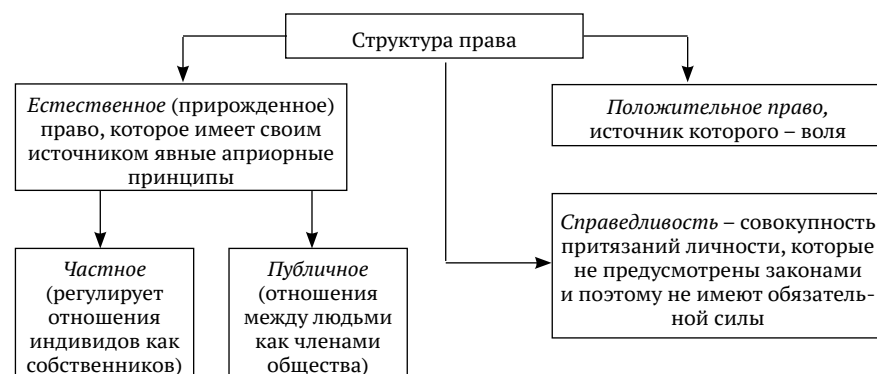 Структура права
Естественное (прирожденное)
право, которое имеет своим
источником явные априорные
принципы
Положительное право,
источник которого – воля
Частное
(регулирует
отношения
индивидов как
собственников)
Публичное
(отношения
между людьми
как членами
общества)
Справедливость – совокупность
притязаний личности, которые
не предусмотрены законами
и поэтому не имеют обязатель-
ной силы